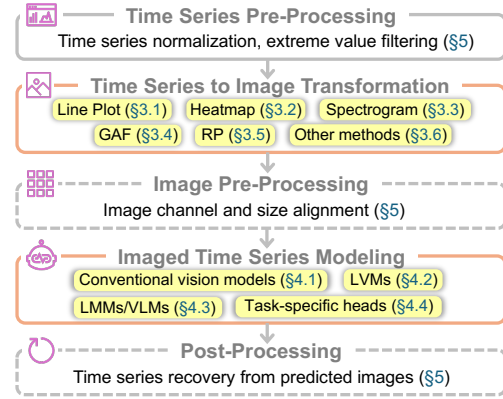 Time Series Pre-Processing
Time series normalization, extreme value filtering (§5)
Time Series to Image Transformation
Line Plot (§3.1) Heatmap (§3.2) Spectrogram (§3.3)
GAF (§3.4) RP (§3.5) Other methods (§3.6)
Image Pre-Processing
Image channel and size alignment (§5)
Imaged Time Series Modeling
Conventional vision models (§4.1) LVMs (§4.2)
LMMs/VLMs (§4.3) Task-specific heads (§4.4)
Post-Processing
Time series recovery from predicted images (§5)